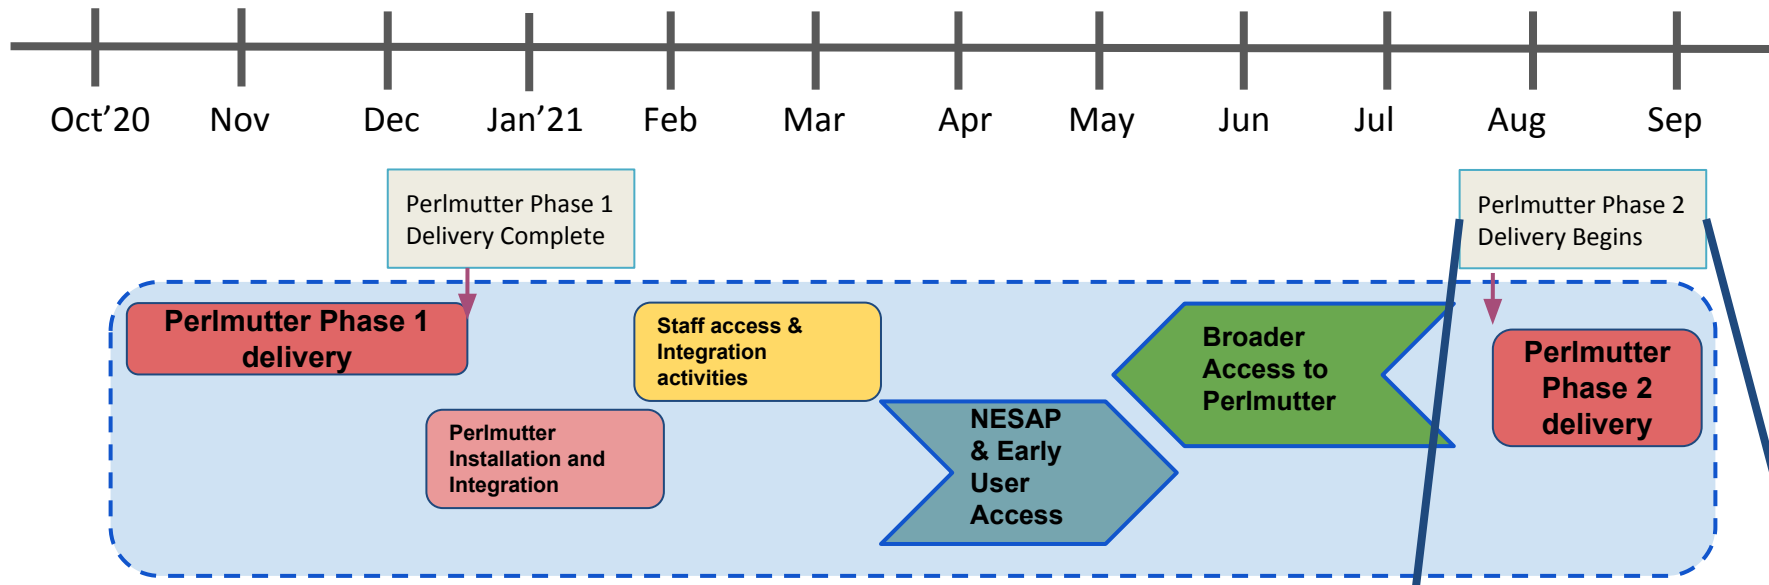 Oct’20 Nov Dec Jan’21 Feb Mar Apr May Jun Jul Aug Sep
Perlmutter Phase 1
Delivery Complete
Perlmutter Phase 2
Delivery Begins
Perlmutter Phase 1
delivery
Staff access &
Integration
activities
Broader
Access to
Perlmutter
Perlmutter
Phase 2
delivery
Perlmutter
Installation and
Integration
NESAP
& Early
User
Access